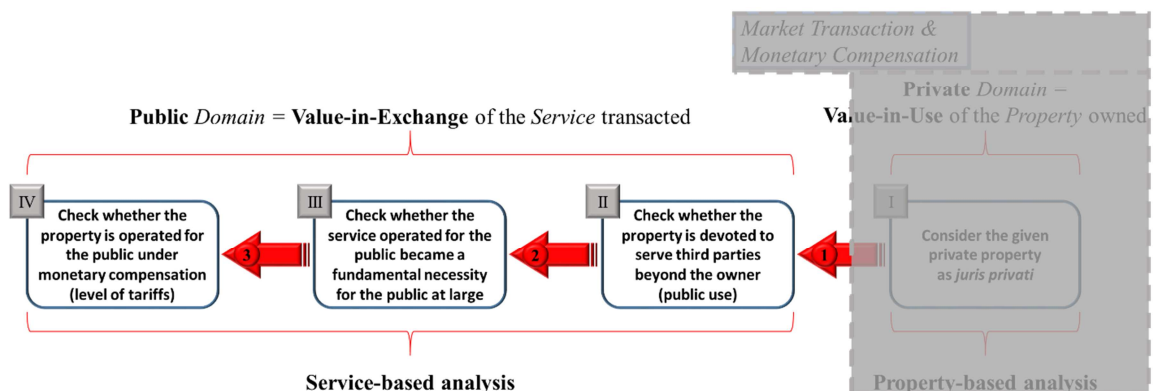 Market Transaction &
Monetary Compensation
Private Domain –
Public Domain = Value-in-Exchange of the Service transacted
Value-in-Use of the Property owned
IV
Check whether the
property is operated for
the public under
monetary compensation
(level of tariffs)
3
III
Check whether the
service operated for the
public became a
fundamental necessity
for the public at large
2
II
Check whether the
property is devoted to
serve third parties
beyond the owner
(public use)
1
I
Consider the given
private property
as juris privati
Service-based analysis
Property-based analysis